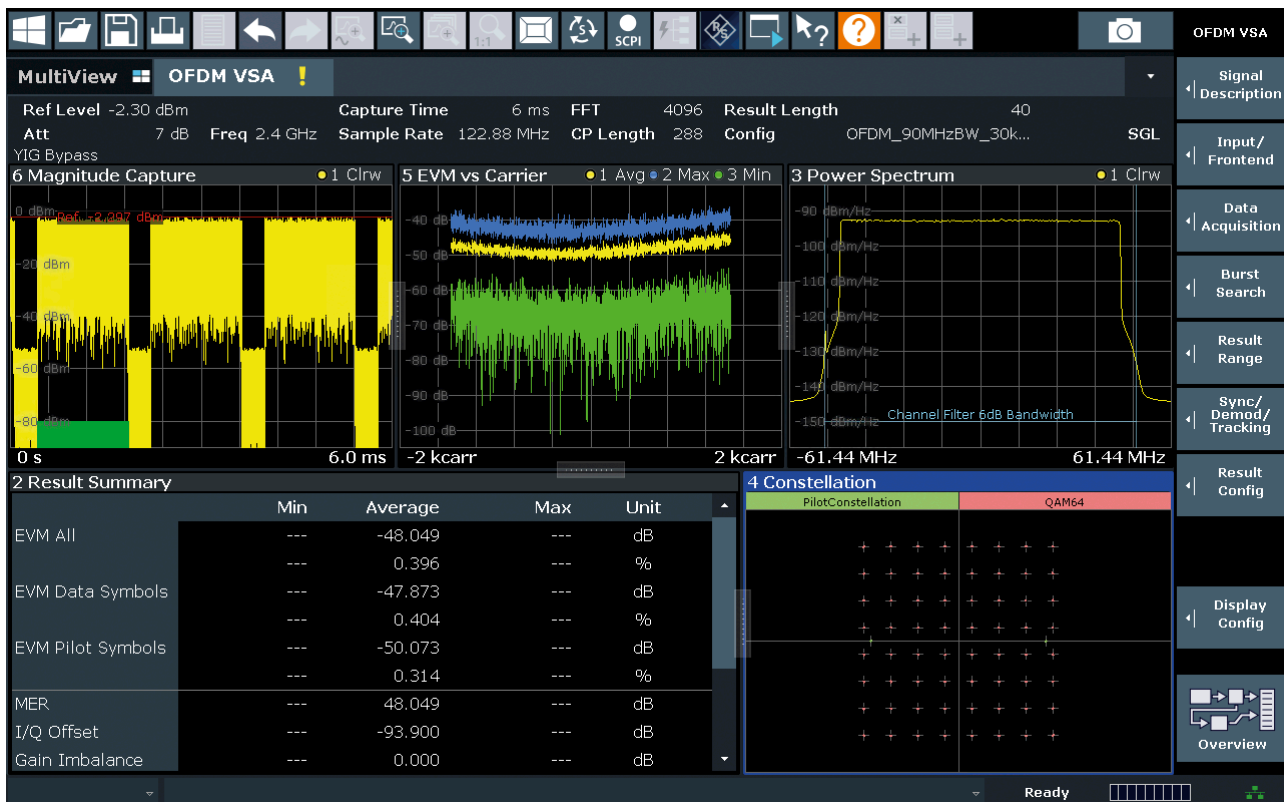 1:1
SCPI
R&S
?
?
OFDM VSA
MultiView
OFDM VSA !
Ref Level -2.30 dBm Capture Time 6 ms FFT 4096 Result Length 40
Att 7 dB Freq 2.4 GHz Sample Rate 122.88 MHz CP Length 288 Config OFDM_90MHzBW_30k... SGL
YIG Bypass
6 Magnitude Capture 1 Clrw
0 dBm
Ref -2.297 dBm
-20 dBm
-40 dBm
-60 dBm
-80 dBm
0 s 6.0 ms
5 EVM vs Carrier 1 Avg 2 Max 3 Min
-40 dB
-50 dB
-60 dB
-70 dB
-80 dB
-90 dB
-100 dB
-2 kcarr 2 kcarr
3 Power Spectrum 1 Clrw
-90 dBm/Hz
-100 dBm/Hz
-110 dBm/Hz
-120 dBm/Hz
-130 dBm/Hz
-140 dBm/Hz
-150 dBm/Hz
Channel Filter 6dB Bandwidth
-61.44 MHz 61.44 MHz
2 Result Summary
Min Average Max Unit
EVM All --- -48.049 --- dB
--- 0.396 --- %
EVM Data Symbols --- -47.873 --- dB
--- 0.404 --- %
EVM Pilot Symbols --- -50.073 --- dB
--- 0.314 --- %
MER --- 48.049 --- dB
I/Q Offset --- -93.900 --- dB
Gain Imbalance --- 0.000 --- dB
4 Constellation
PilotConstellation QAM64
Signal
Description
Input/
Frontend
Data
Acquisition
Burst
Search
Result
Range
Sync/
Demod/
Tracking
Result
Config
Display
Config
Overview
Ready